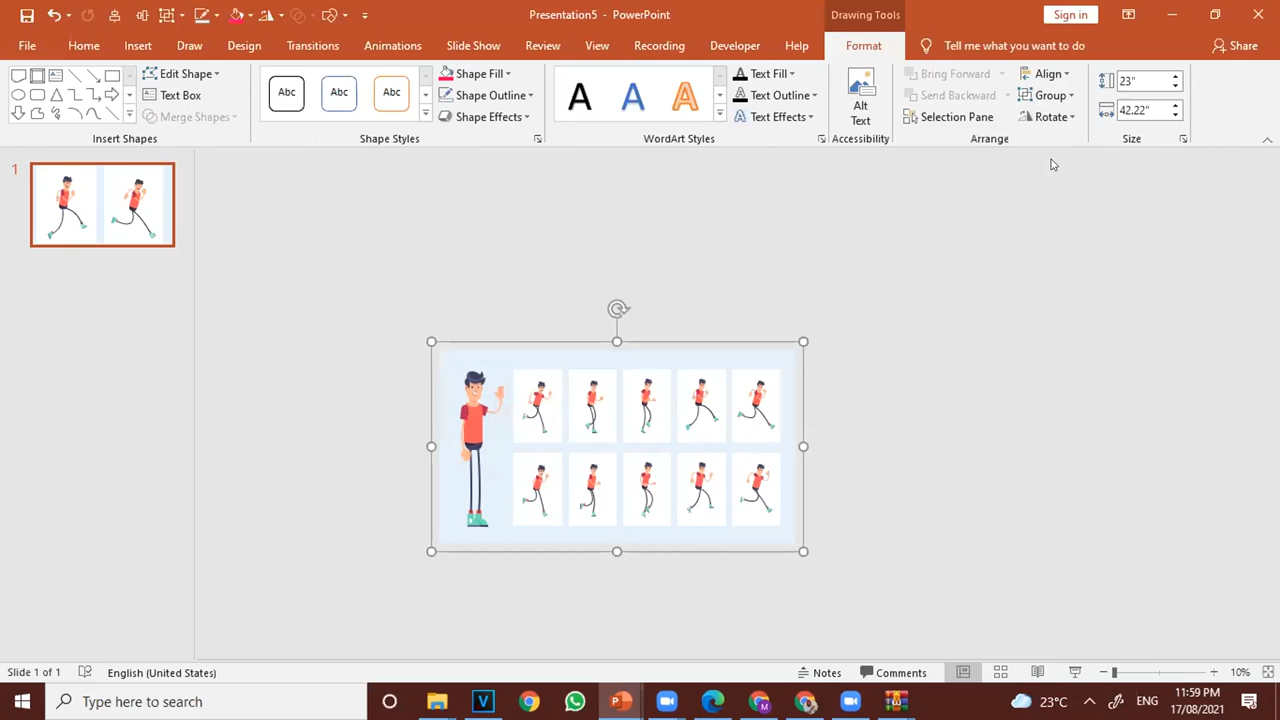 Presentation5 - PowerPoint
Drawing Tools
Sign in
File Home Insert Draw Design Transitions Animations Slide Show Review View Recording Developer Help Format Tell me what you want to do Share
Edit Shape
Text Box
Merge Shapes
Insert Shapes
Abc Abc Abc
Shape Fill
Shape Outline
Shape Effects
Shape Styles
A A A
Text Fill
Text Outline
Text Effects
WordArt Styles
Alt
Text
Accessibility
Bring Forward
Send Backward
Selection Pane
Align
Group
Rotate
Arrange
23"
42.22"
Size
1
Slide 1 of 1 English (United States) Notes Comments 10%
Type here to search
23°C
ENG
11:59 PM
17/08/2021